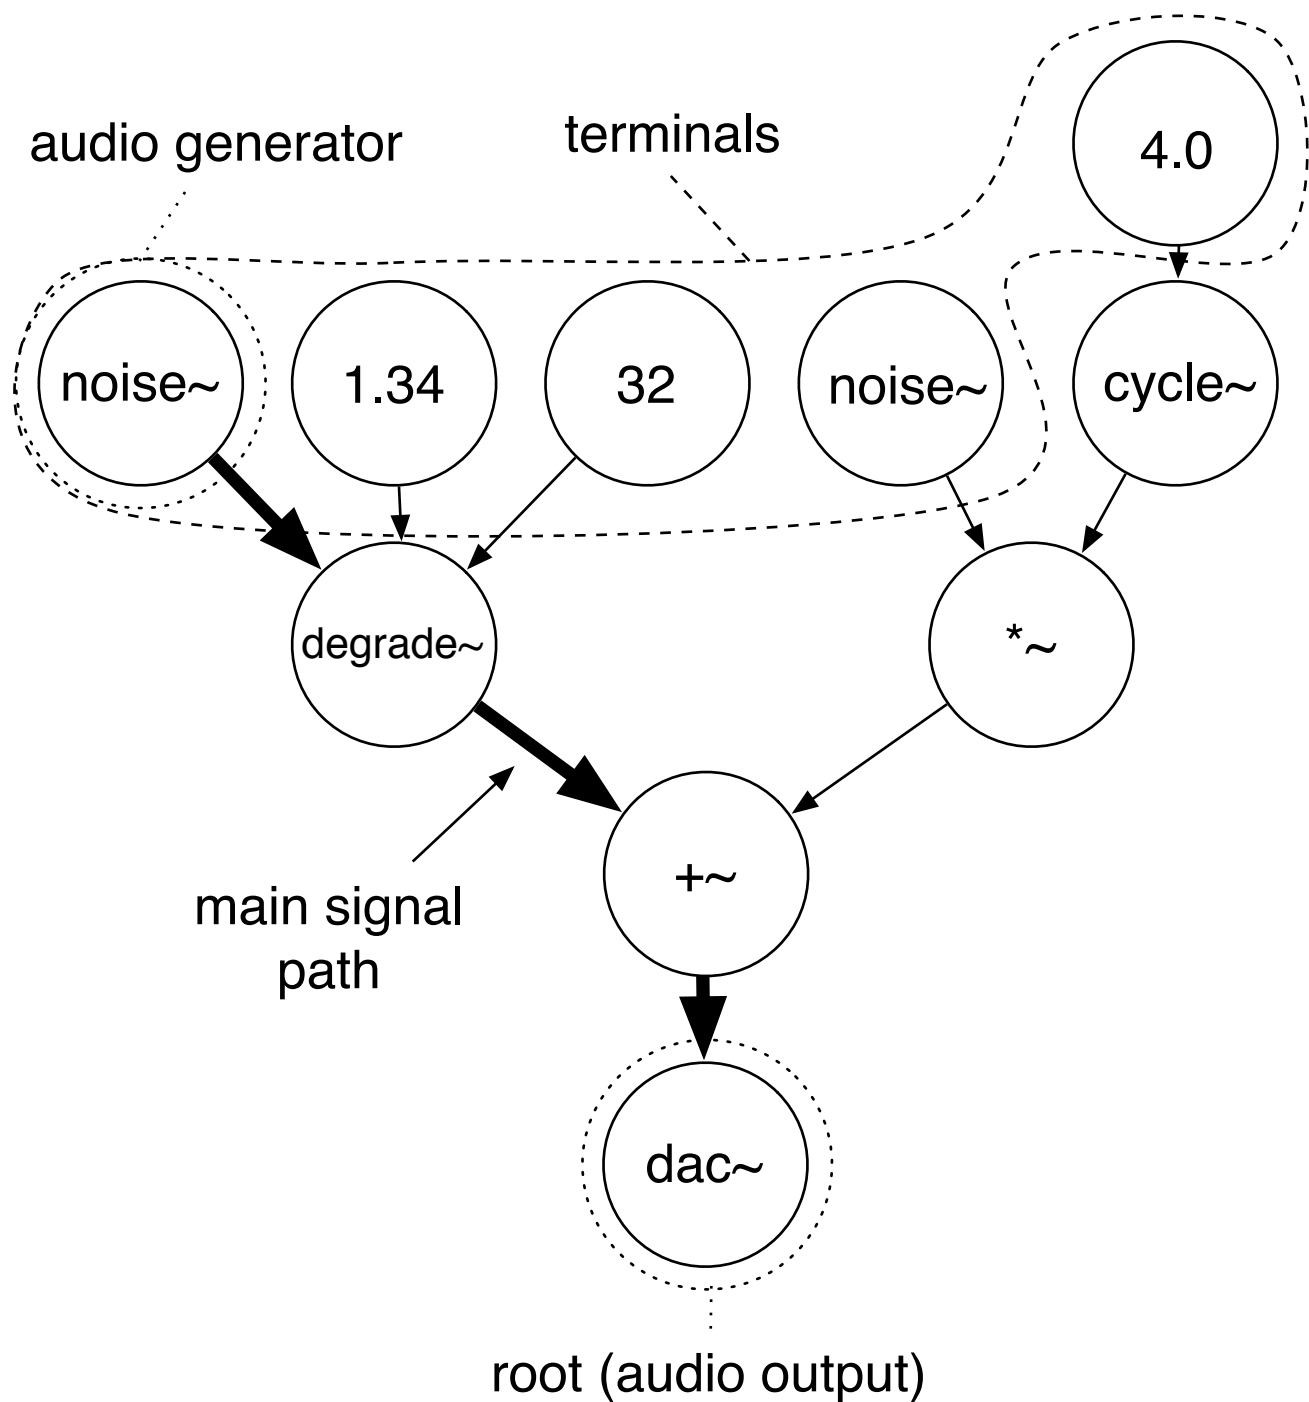 4.0
audio generator
terminals
noise~
1.34
32
noise~
cycle~
degrade~
*~
main signal
path
+~
dac~
root (audio output)